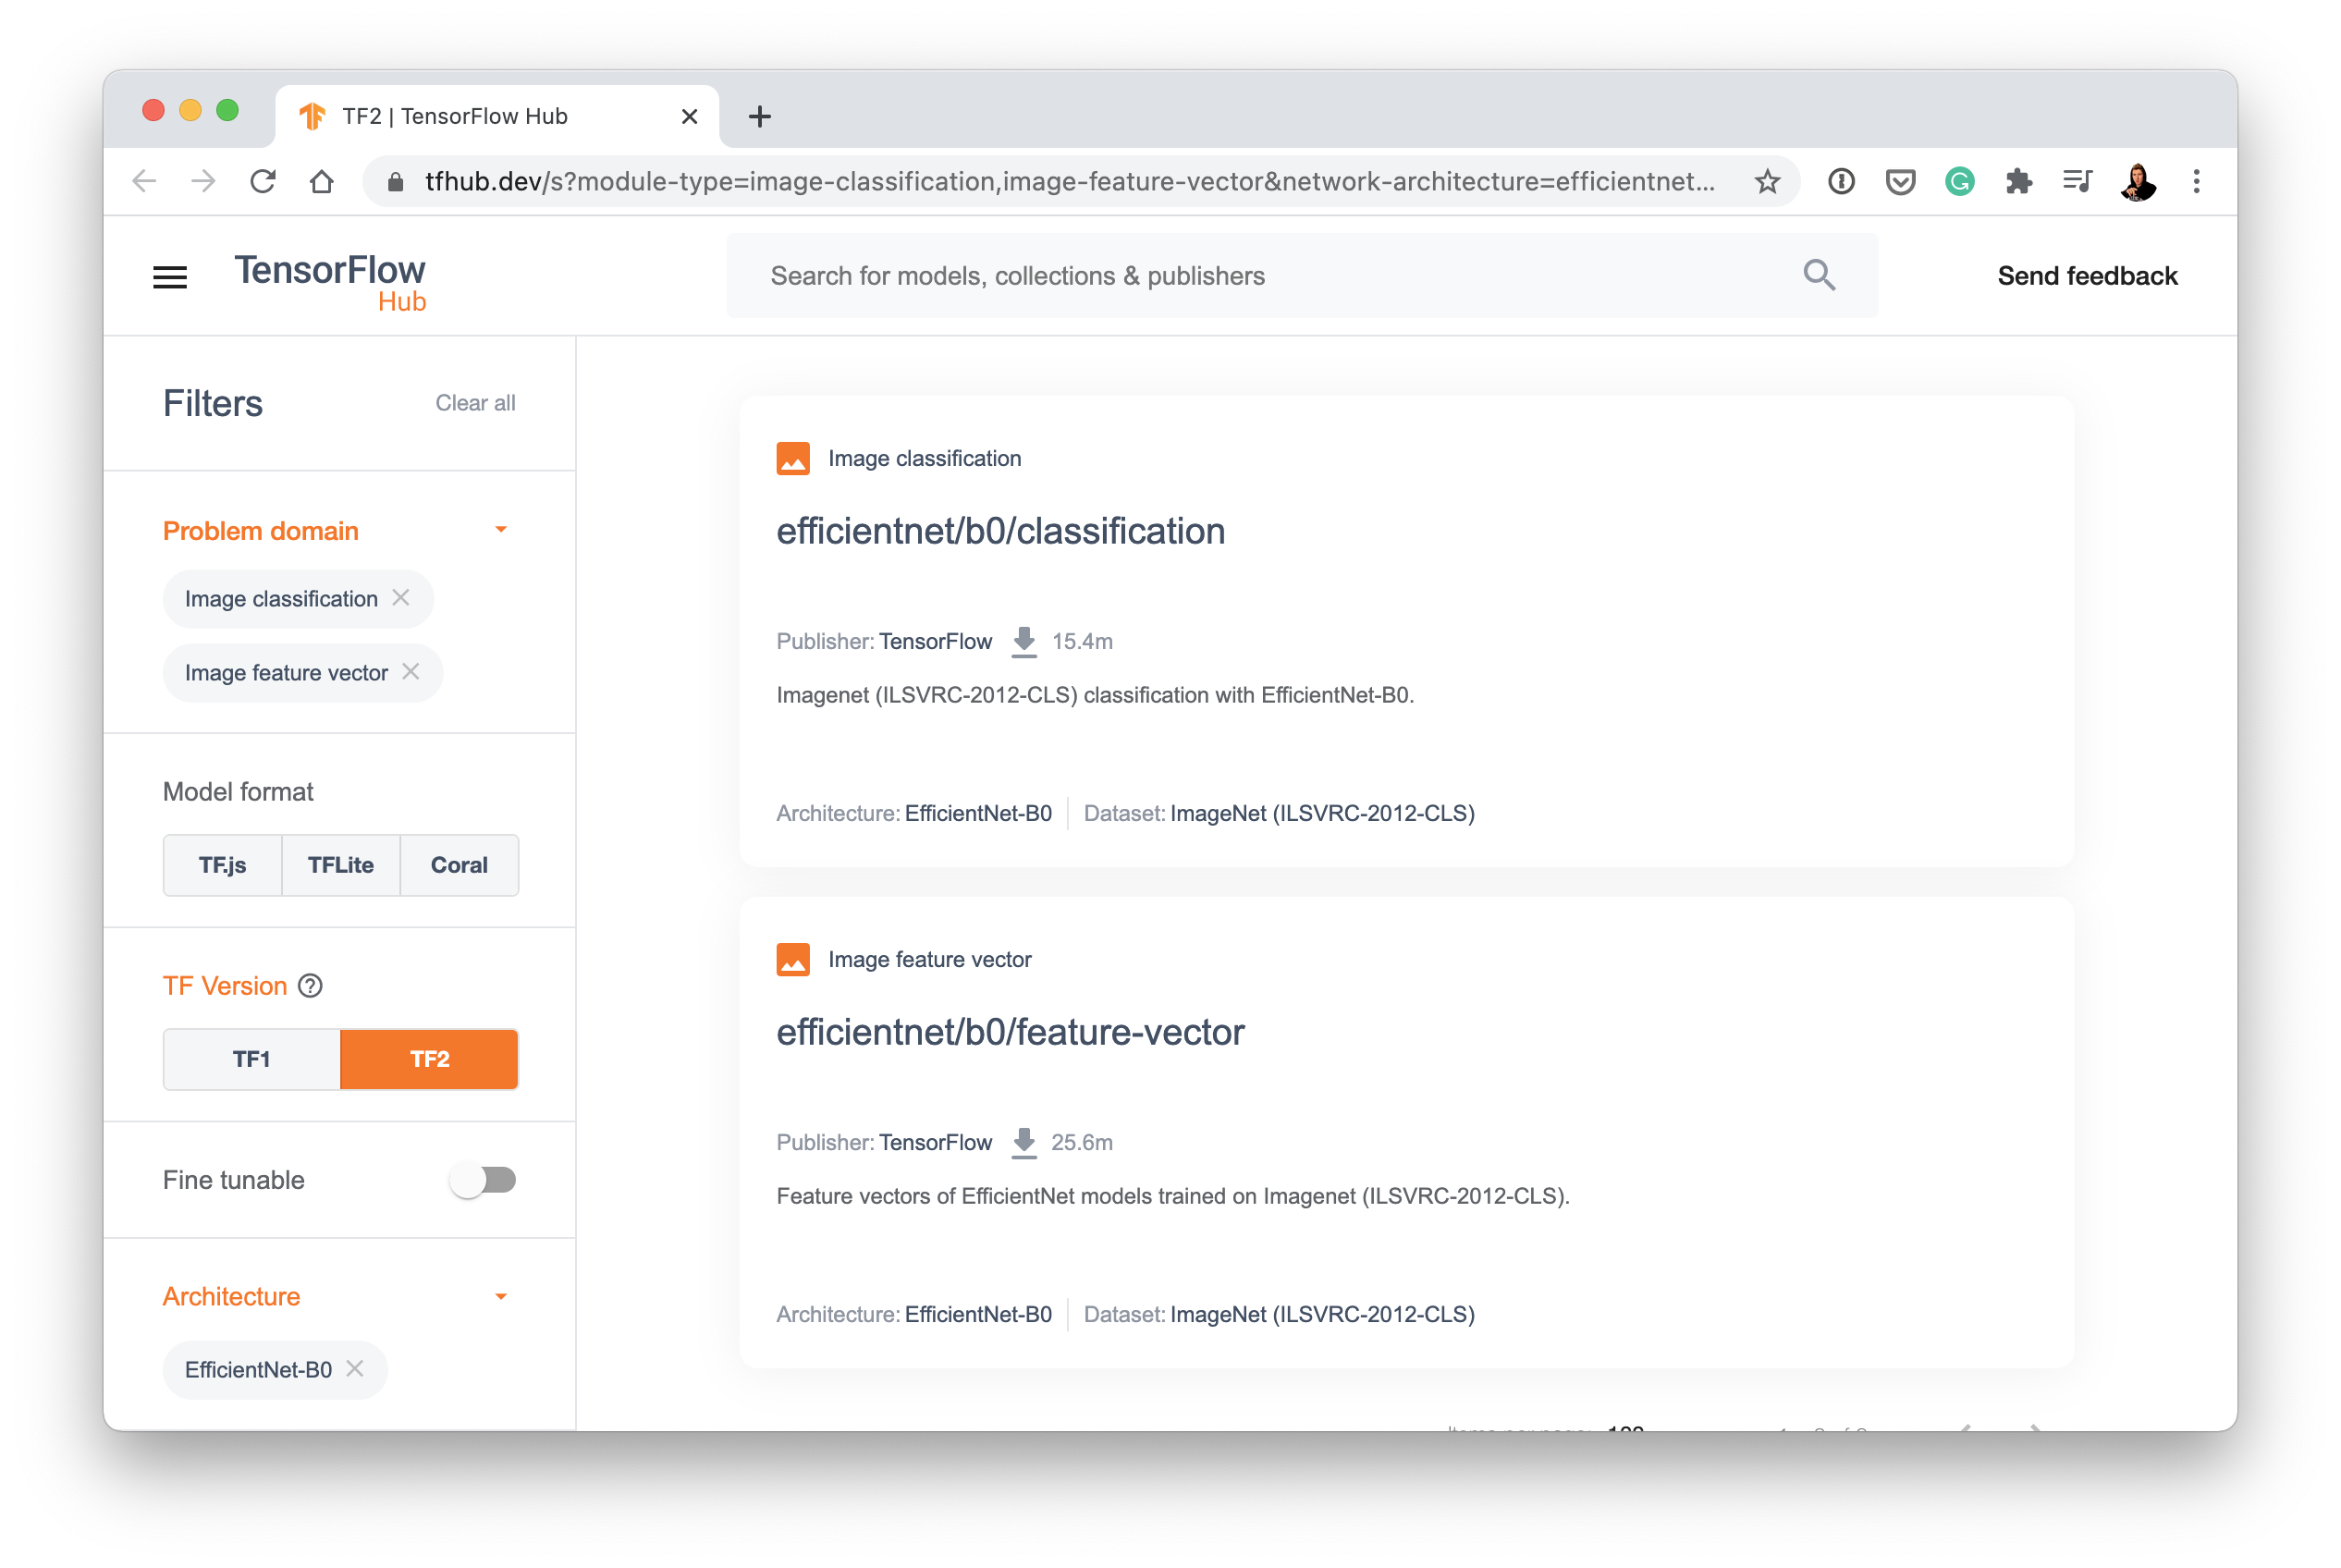 TF2 | TensorFlow Hub
tfhub.dev/s?module-type=image-classification,image-feature-vector&network-architecture=efficientnet...
TensorFlow
Hub
Search for models, collections & publishers
Send feedback
Filters
Clear all
Problem domain
Image classification
Image feature vector
Model format
TF.js
TFLite
Coral
TF Version
TF1
TF2
Fine tunable
Architecture
EfficientNet-B0
Image classification
efficientnet/b0/classification
Publisher: TensorFlow 15.4m
Imagenet (ILSVRC-2012-CLS) classification with EfficientNet-B0.
Architecture: EfficientNet-B0 Dataset: ImageNet (ILSVRC-2012-CLS)
Image feature vector
efficientnet/b0/feature-vector
Publisher: TensorFlow 25.6m
Feature vectors of EfficientNet models trained on Imagenet (ILSVRC-2012-CLS).
Architecture: EfficientNet-B0 Dataset: ImageNet (ILSVRC-2012-CLS)